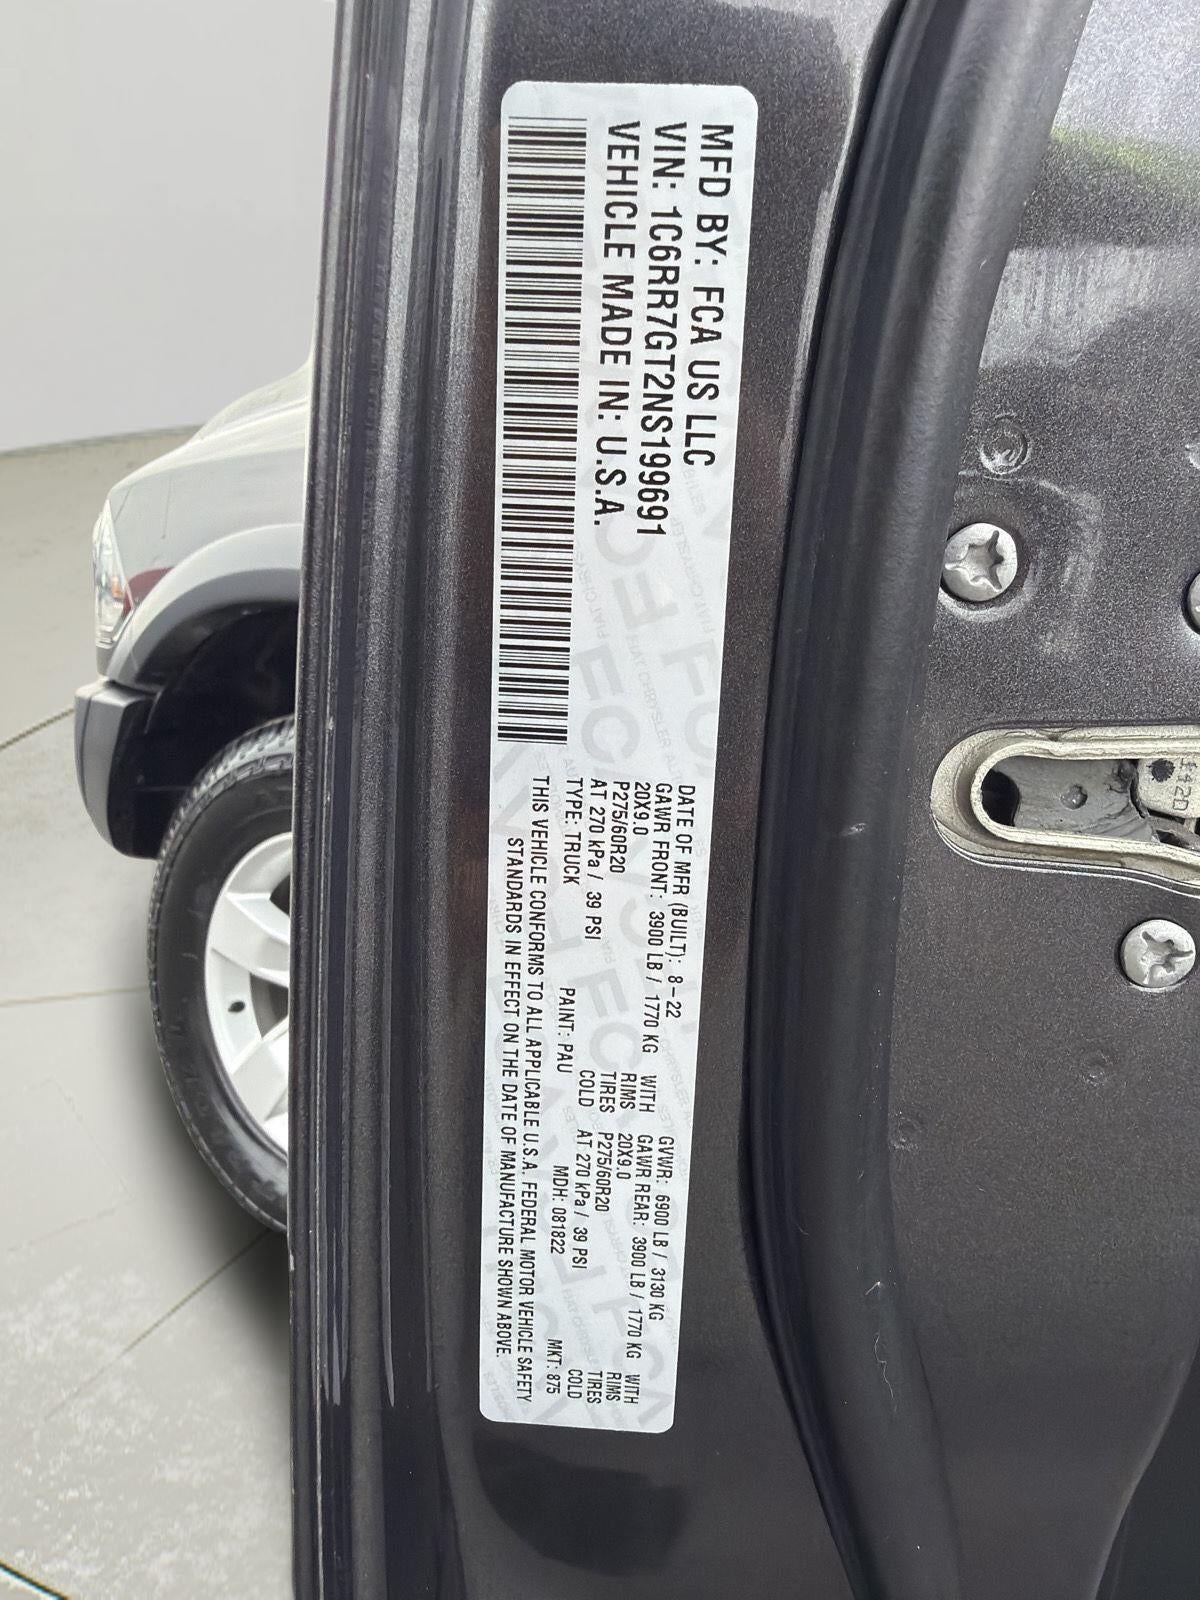 MFD BY: FCA US LLC
VIN: 1C6RR7GT2NS199691
VEHICLE MADE IN: U.S.A.
DATE OF MFR (BUILT): 8-22 GVWR: 6900 LB / 3130 KG
GAWR FRONT: 3900 LB / 1770 KG WITH GAWR REAR: 3900 LB / 1770 KG WITH
20X9.0 RIMS 20X9.0 RIMS
P275/60R20 TIRES P275/60R20 TIRES
AT 270 kPa / 39 PSI COLD AT 270 kPa / 39 PSI COLD
TYPE: TRUCK PAINT: PAU MDH: 081822 MKT: 875
THIS VEHICLE CONFORMS TO ALL APPLICABLE U.S.A. FEDERAL MOTOR VEHICLE SAFETY
STANDARDS IN EFFECT ON THE DATE OF MANUFACTURE SHOWN ABOVE.